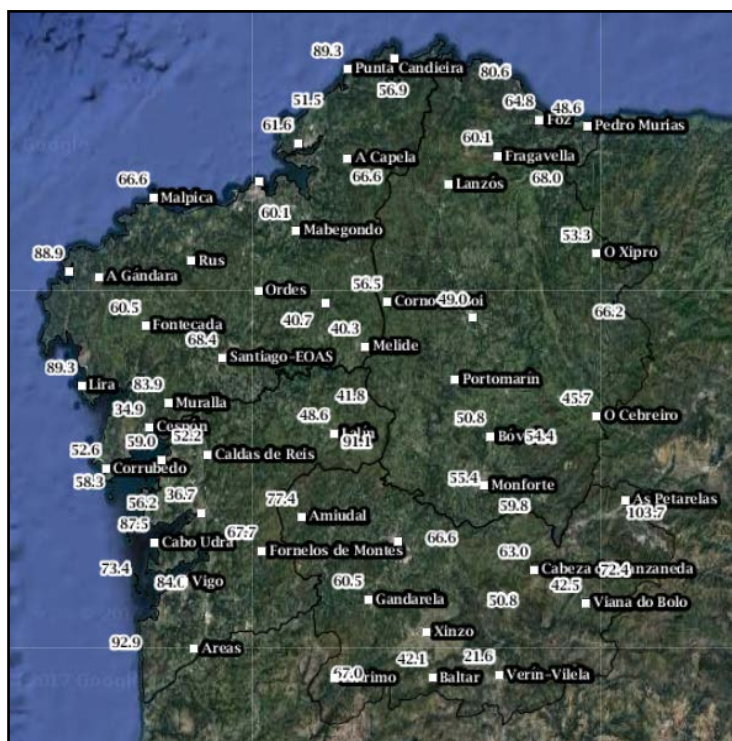 89.3
Punta Candieira
80.6
56.9
51.5
64.8
48.6
Foz
Pedro Murias
61.6
60.1
Fragavella
A Capela
66.6
68.0
Lanzós
66.6
Malpica
60.1
Mabegondo
53.3
O Xipro
88.9
Rus
A Gándara
56.5
Ordes
49.0
60.5
40.7
66.2
Fontecada
40.3
68.4
Melide
Santiago-EOAS
89.3
Lira
83.9
Portomarín
41.8
45.7
34.9
Muralla
48.6
50.8
O Cebreiro
Cespón
59.0
52.2
Lalín
91.1
54.4
52.6
Caldas de Reis
Corrubedo
58.3
55.4
Monforte
56.2
36.7
77.4
59.8
As Petarelas
103.7
87.5
Amiudal
67.7
66.6
Cabo Udra
Fornelos de Montes
63.0
73.4
84.6
Vigo
60.5
72.4
42.5
Gandarela
50.8
Viana do Bolo
92.9
Areas
Xinzo
42.1
21.6
67.0
Baltar
Verín-Vilela